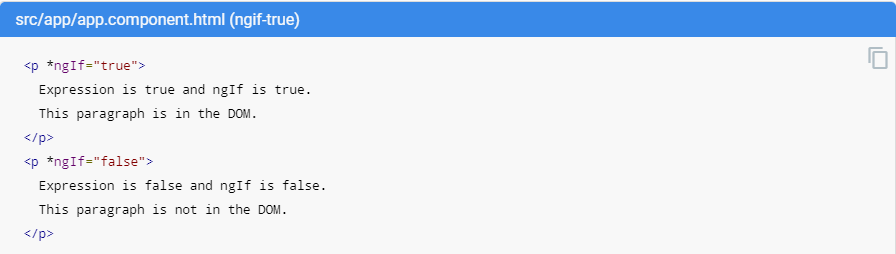 src/app/app.component.html (ngif-true)
<p *ngIf="true">
  Expression is true and ngIf is true.
  This paragraph is in the DOM.
</p>
<p *ngIf="false">
  Expression is false and ngIf is false.
  This paragraph is not in the DOM.
</p>